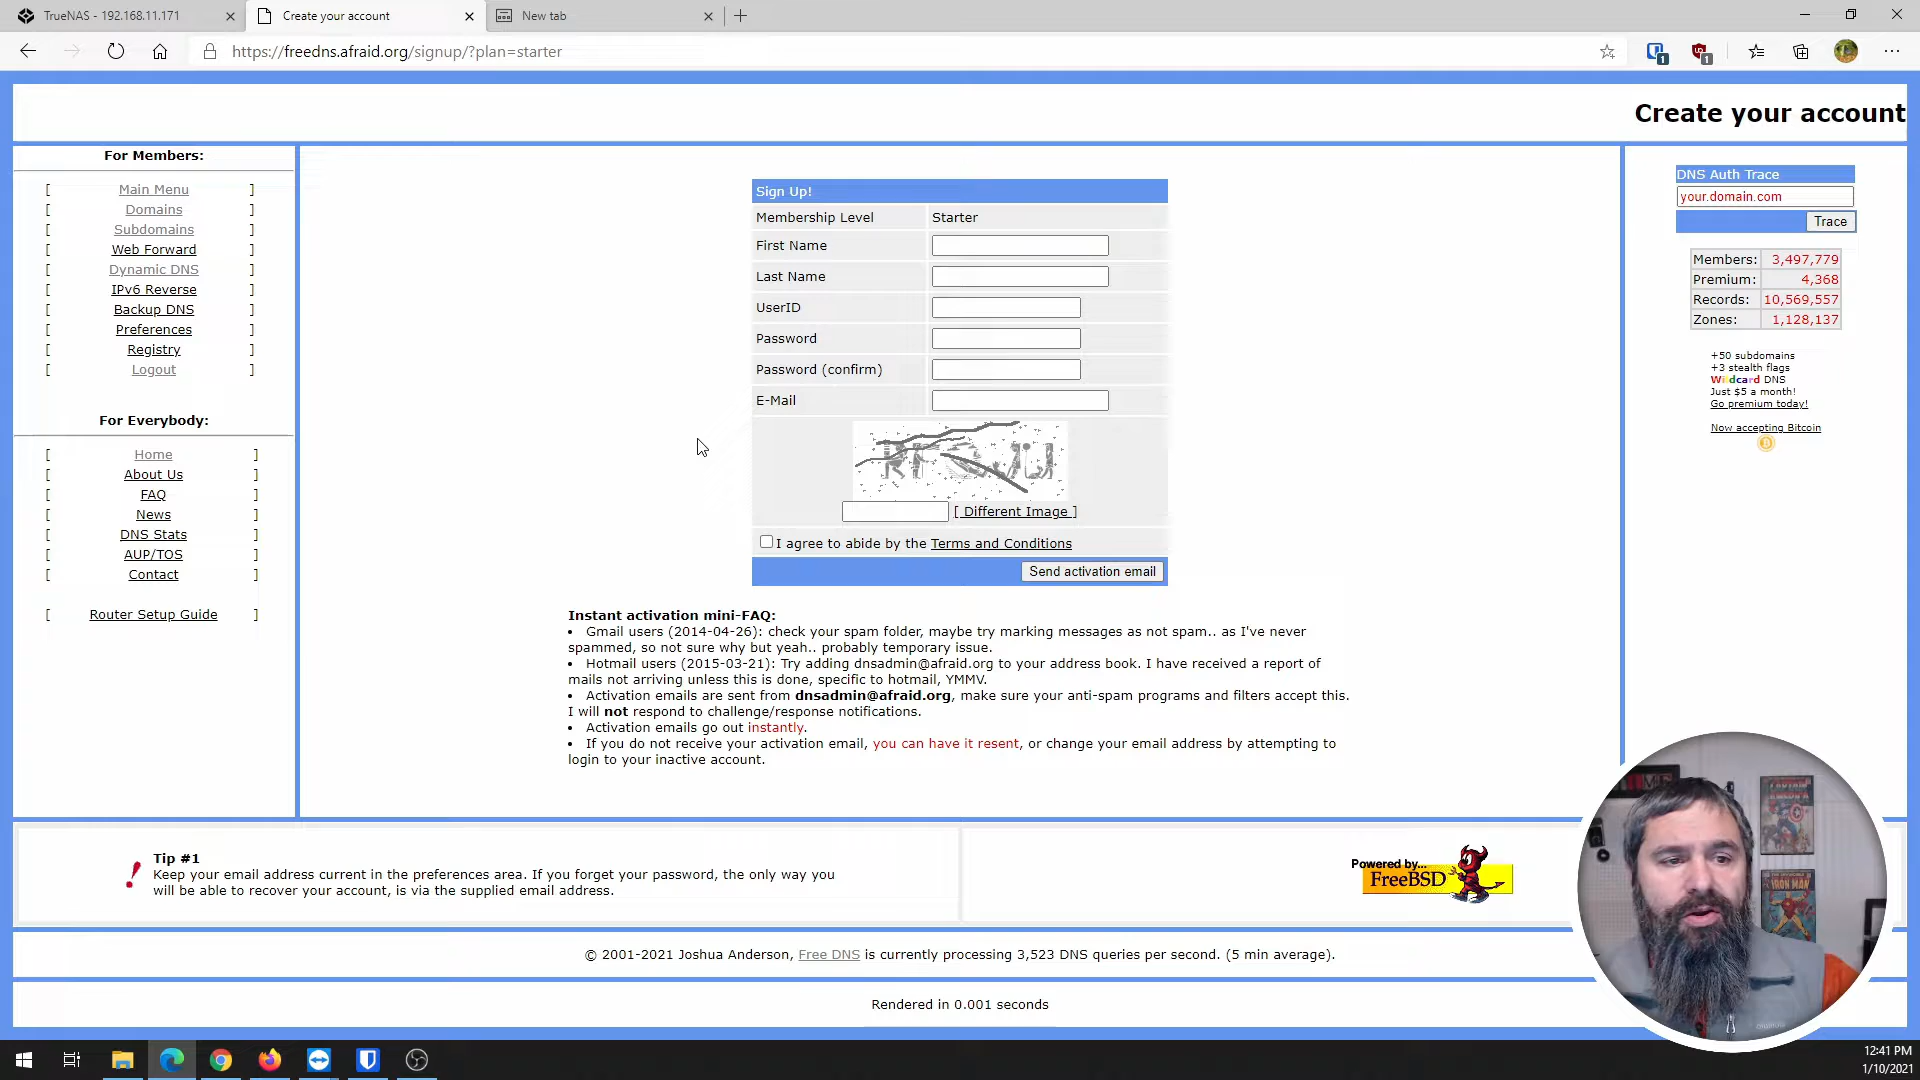 TrueNAS - 192.168.11.171
Create your account
New tab
https://freedns.afraid.org/signup/?plan=starter
Create your account
For Members:
[ Main Menu ]
[ Domains ]
[ Subdomains ]
[ Web Forward ]
[ Dynamic DNS ]
[ IPv6 Reverse ]
[ Backup DNS ]
[ Preferences ]
[ Registry ]
[ Logout ]
For Everybody:
[ Home ]
[ About Us ]
[ FAQ ]
[ News ]
[ DNS Stats ]
[ AUP/TOS ]
[ Contact ]
[ Router Setup Guide ]
Sign Up!
Membership Level Starter
First Name
Last Name
UserID
Password
Password (confirm)
E-Mail
[ Different Image ]
I agree to abide by the Terms and Conditions
Send activation email
Instant activation mini-FAQ:
• Gmail users (2014-04-26): check your spam folder, maybe try marking messages as not spam.. as I've never
spammed, so not sure why but yeah.. probably temporary issue.
• Hotmail users (2015-03-21): Try adding dnsadmin@afraid.org to your address book. I have received a report of
mails not arriving unless this is done, specific to hotmail, YMMV.
• Activation emails are sent from dnsadmin@afraid.org, make sure your anti-spam programs and filters accept this.
I will not respond to challenge/response notifications.
• Activation emails go out instantly.
• If you do not receive your activation email, you can have it resent, or change your email address by attempting to
login to your inactive account.
DNS Auth Trace
your.domain.com
Trace
Members: 3,497,779
Premium: 4,368
Records: 10,569,557
Zones: 1,128,137
+50 subdomains
+3 stealth flags
Wildcard DNS
Just $5 a month!
Go premium today!
Now accepting Bitcoin
Tip #1
Keep your email address current in the preferences area. If you forget your password, the only way you
will be able to recover your account, is via the supplied email address.
Powered by...
FreeBSD
CAPTAIN
IRON MAN
© 2001-2021 Joshua Anderson, Free DNS is currently processing 3,523 DNS queries per second. (5 min average).
Rendered in 0.001 seconds
12:41 PM
1/10/2021